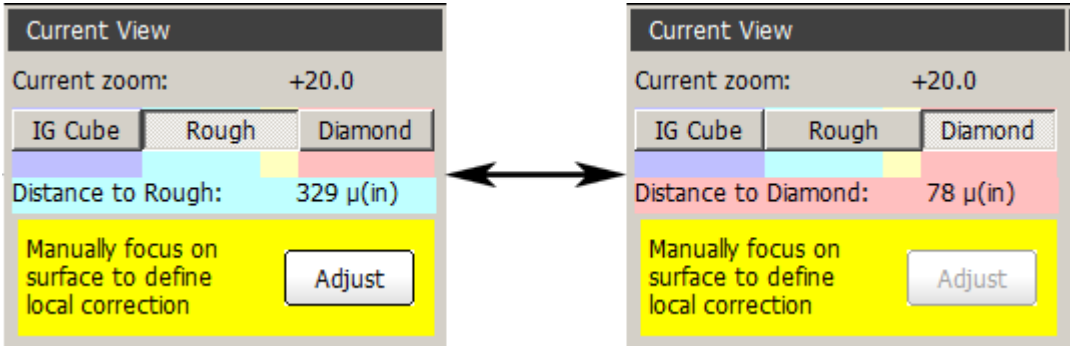 Current View
Current zoom: +20.0
IG Cube Rough Diamond
Distance to Rough: 329 µ(in)
Manually focus on
surface to define
local correction
Adjust
Current View
Current zoom: +20.0
IG Cube Rough Diamond
Distance to Diamond: 78 µ(in)
Manually focus on
surface to define
local correction
Adjust